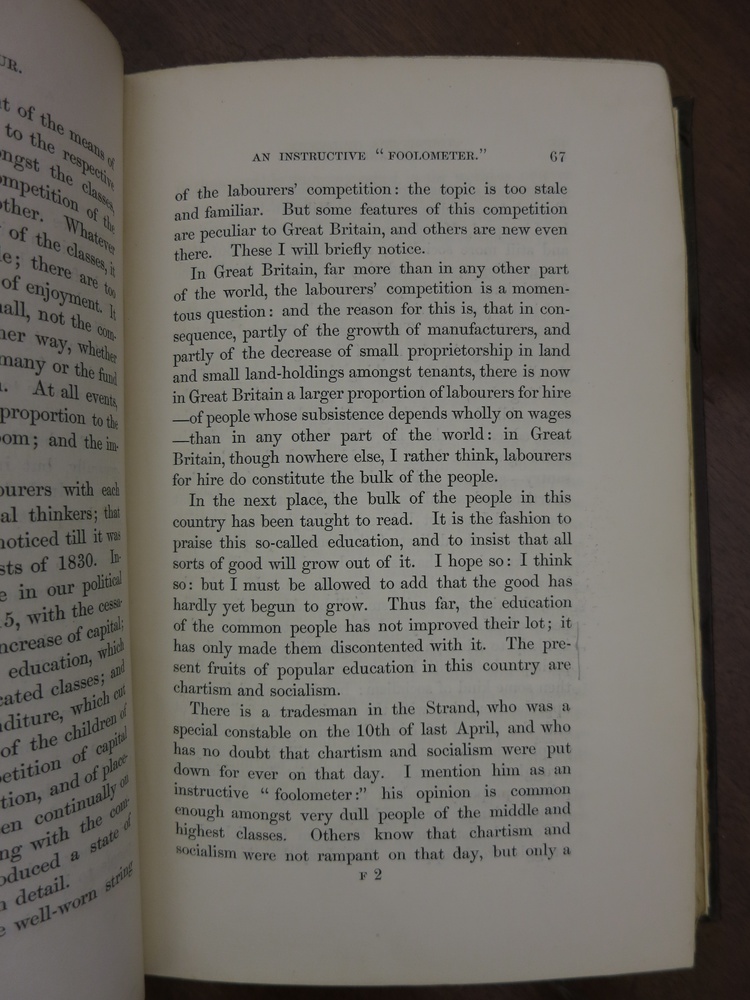 UR.
t of the means of
to the respective
ngst the classes,
mpetition of the
other. Whatever
of the classes, it
le; there are too
of enjoyment. It
all, not the com-
her way, whether
many or the fund
At all events,
proportion to the
oom; and the im-
ourers with each
al thinkers; that
noticed till it was
sts of 1830. In-
e in our political
5, with the cessa-
ncrease of capital;
education, which
cated classes; and
nditure, which cut
of the children of
petition of capital
tion, and of place-
en continually on
ng with the com-
oduced a state of
n detail.
e well-worn string
AN INSTRUCTIVE "FOOLOMETER." 67
of the labourers' competition: the topic is too stale
and familiar. But some features of this competition
are peculiar to Great Britain, and others are new even
there. These I will briefly notice.
In Great Britain, far more than in any other part
of the world, the labourers' competition is a momen-
tous question: and the reason for this is, that in con-
sequence, partly of the growth of manufacturers, and
partly of the decrease of small proprietorship in land
and small land-holdings amongst tenants, there is now
in Great Britain a larger proportion of labourers for hire
—of people whose subsistence depends wholly on wages
—than in any other part of the world: in Great
Britain, though nowhere else, I rather think, labourers
for hire do constitute the bulk of the people.
In the next place, the bulk of the people in this
country has been taught to read. It is the fashion to
praise this so-called education, and to insist that all
sorts of good will grow out of it. I hope so: I think
so: but I must be allowed to add that the good has
hardly yet begun to grow. Thus far, the education
of the common people has not improved their lot; it
has only made them discontented with it. The pre-
sent fruits of popular education in this country are
chartism and socialism.
There is a tradesman in the Strand, who was a
special constable on the 10th of last April, and who
has no doubt that chartism and socialism were put
down for ever on that day. I mention him as an
instructive "foolometer:" his opinion is common
enough amongst very dull people of the middle and
highest classes. Others know that chartism and
socialism were not rampant on that day, but only a
F 2